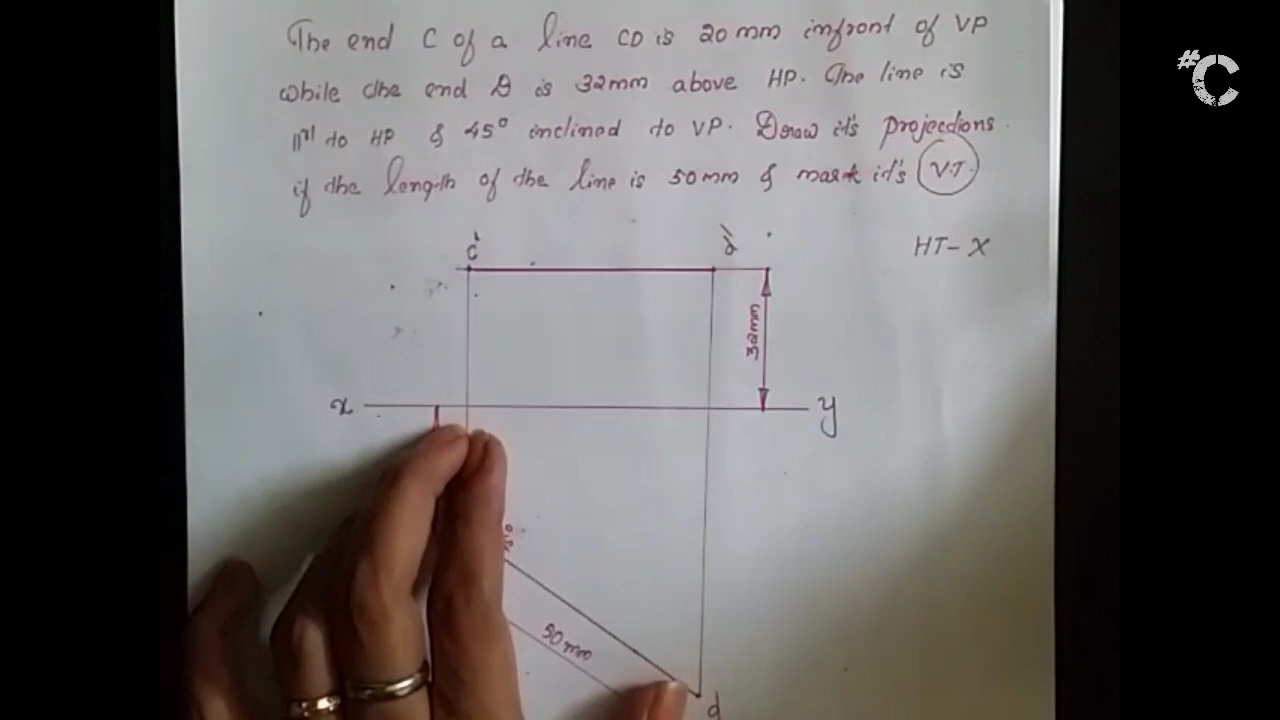 #C
The end C of a line CD is 20mm infront of VP
while the end D is 32mm above HP. The line is
11rl to HP & 45° inclined to VP. Draw it's projections.
if the length of the line is 50mm & mark it's V.T.
HT-X
c' d'
32mm
x y
50mm
d